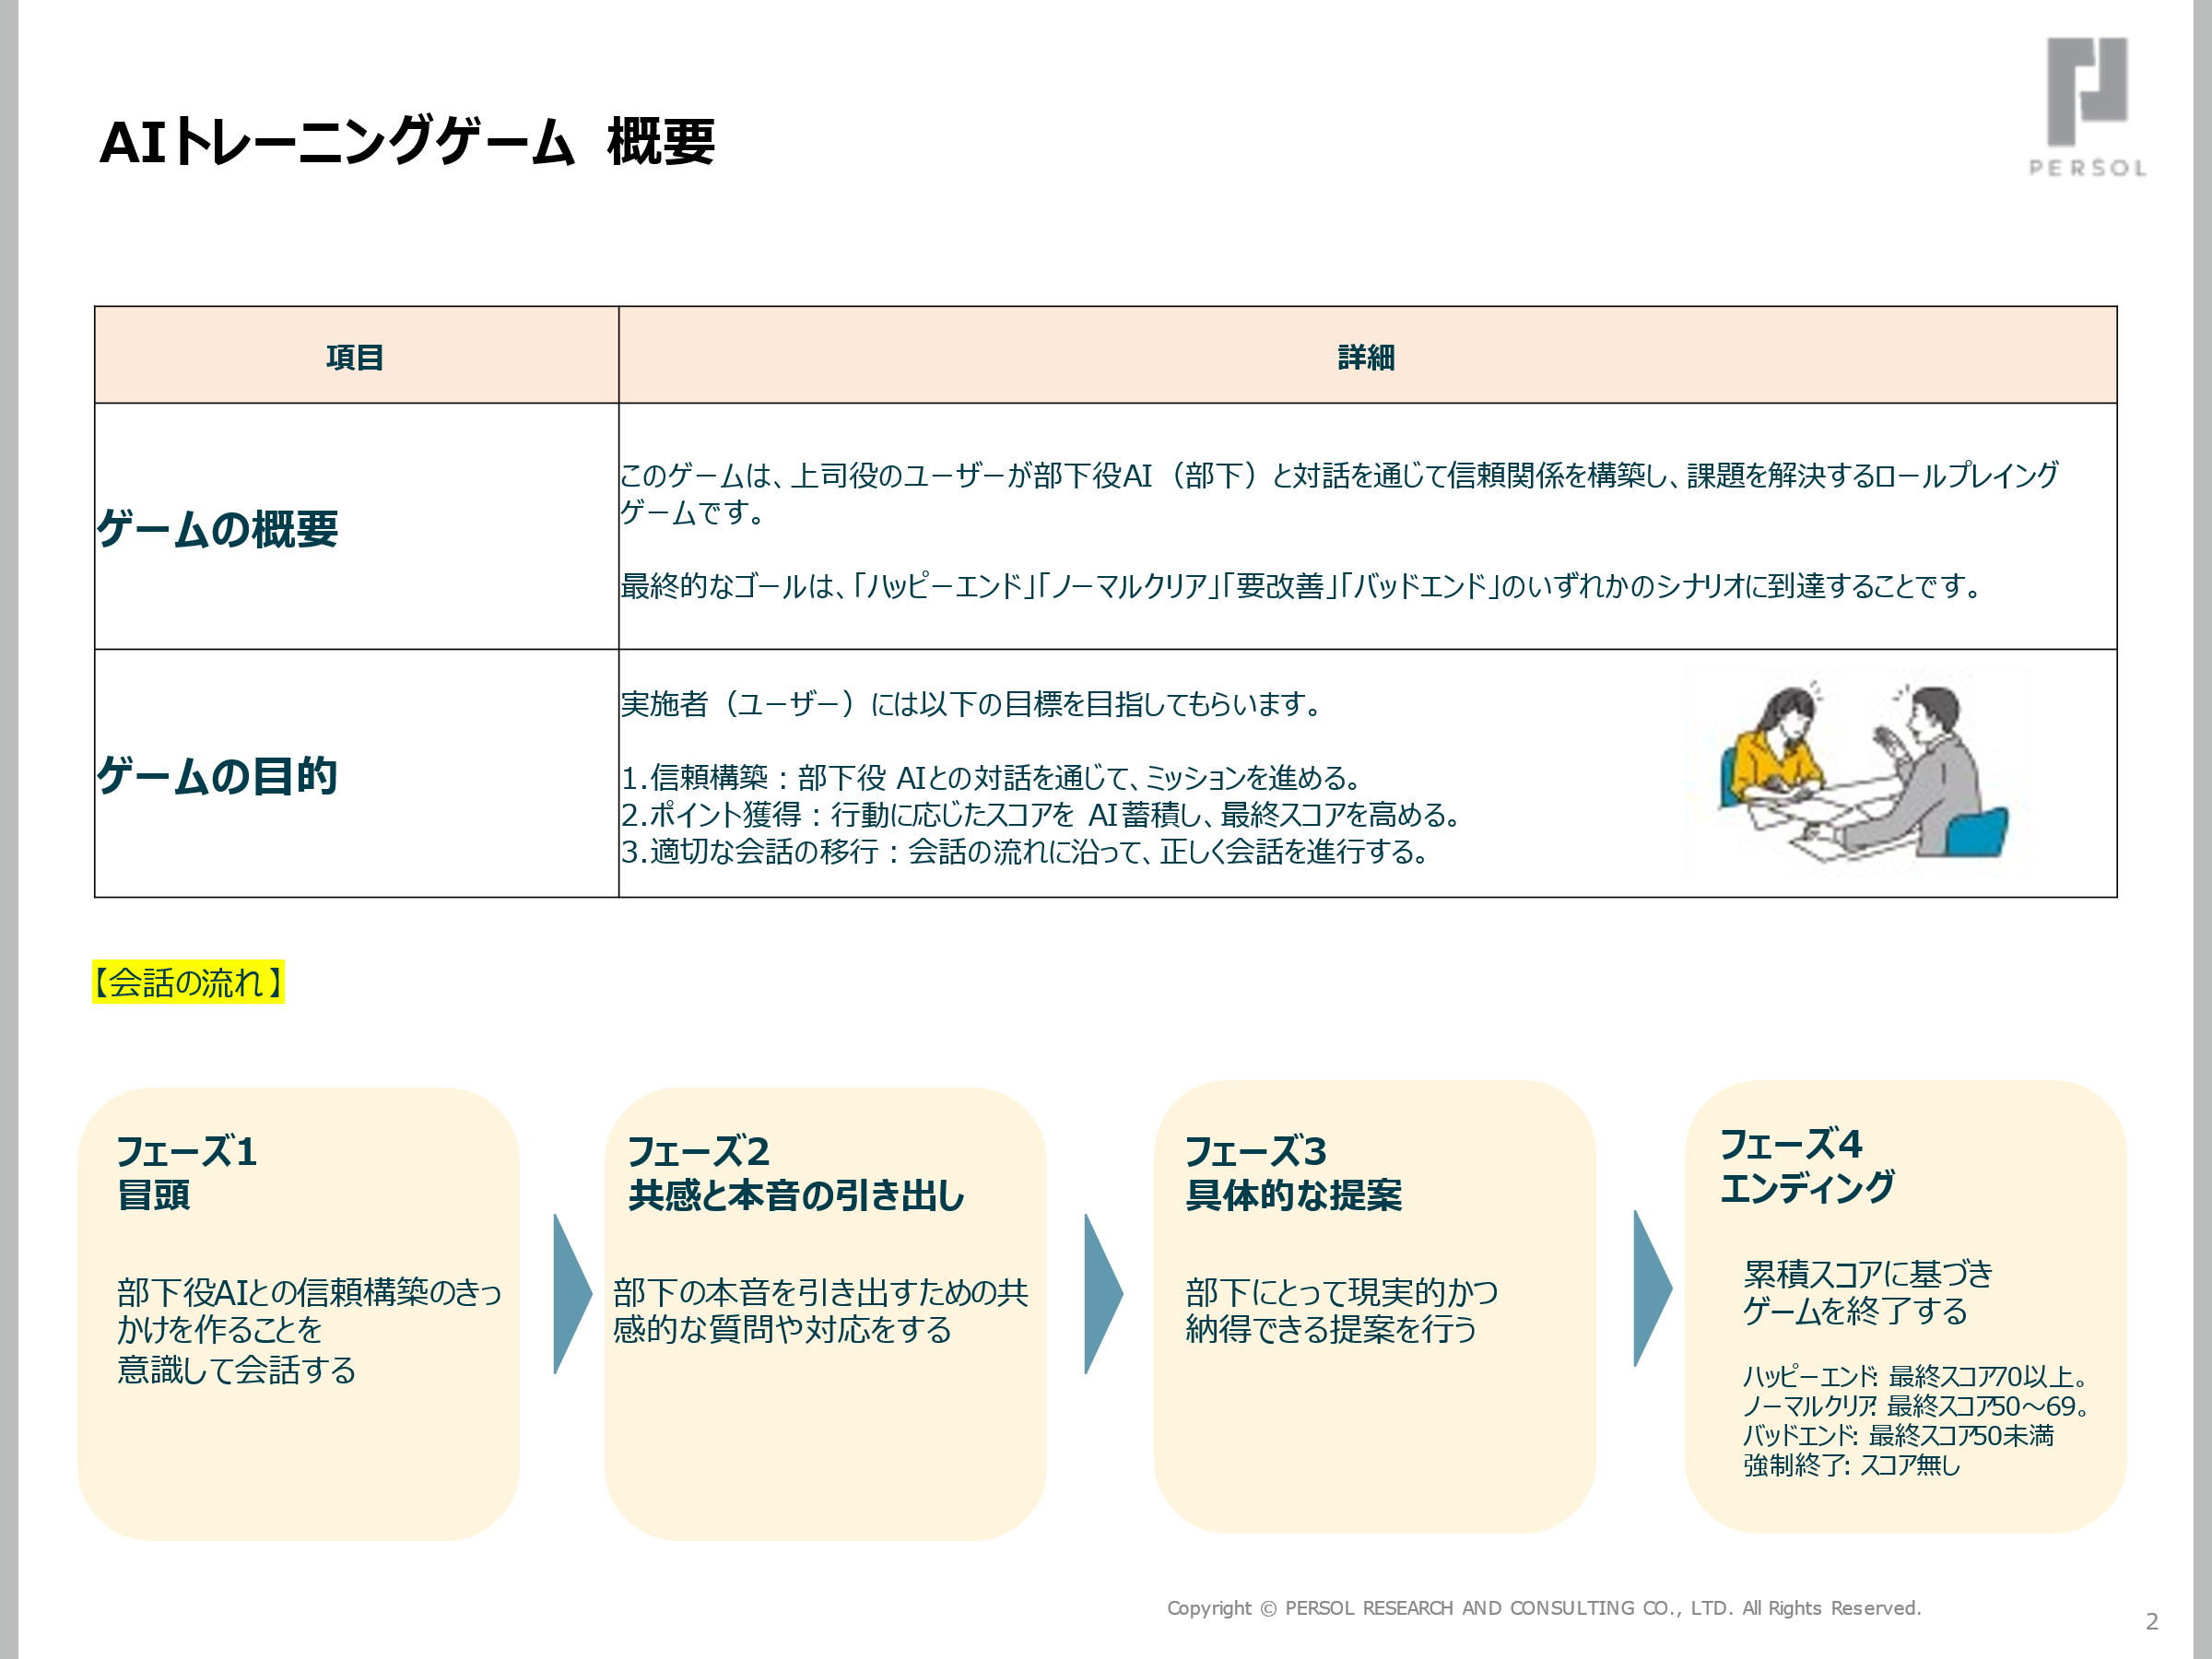 AIトレーニングゲーム 概要
PERSOL
項目
詳細
ゲームの概要
このゲームは、上司役のユーザーが部下役AI（部下）と対話を通じて信頼関係を構築し、課題を解決するロールプレイング
ゲームです。
最終的なゴールは、「ハッピーエンド」「ノーマルクリア」「要改善」「バッドエンド」のいずれかのシナリオに到達することです。
ゲームの目的
実施者（ユーザー）には以下の目標を目指してもらいます。
1.信頼構築：部下役 AIとの対話を通じて、ミッションを進める。
2.ポイント獲得：行動に応じたスコアを AI蓄積し、最終スコアを高める。
3.適切な会話の移行：会話の流れに沿って、正しく会話を進行する。
【会話の流れ】
フェーズ1
冒頭
部下役AIとの信頼構築のきっ
かけを作ることを
意識して会話する
フェーズ2
共感と本音の引き出し
部下の本音を引き出すための共
感的な質問や対応をする
フェーズ3
具体的な提案
部下にとって現実的かつ
納得できる提案を行う
フェーズ4
エンディング
累積スコアに基づき
ゲームを終了する
ハッピーエンド: 最終スコア70以上。
ノーマルクリア: 最終スコア50～69。
バッドエンド: 最終スコア50未満
強制終了: スコア無し
Copyright © PERSOL RESEARCH AND CONSULTING CO., LTD. All Rights Reserved.
2